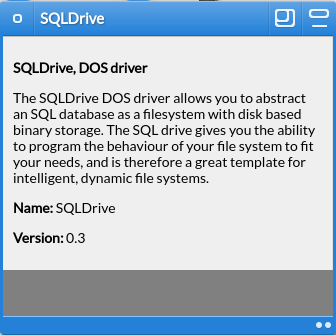 SQLDrive
SQLDrive, DOS driver
The SQLDrive DOS driver allows you to abstract
an SQL database as a filesystem with disk based
binary storage. The SQL drive gives you the ability
to program the behaviour of your file system to fit
your needs, and is therefore a great template for
intelligent, dynamic file systems.
Name: SQLDrive
Version: 0.3